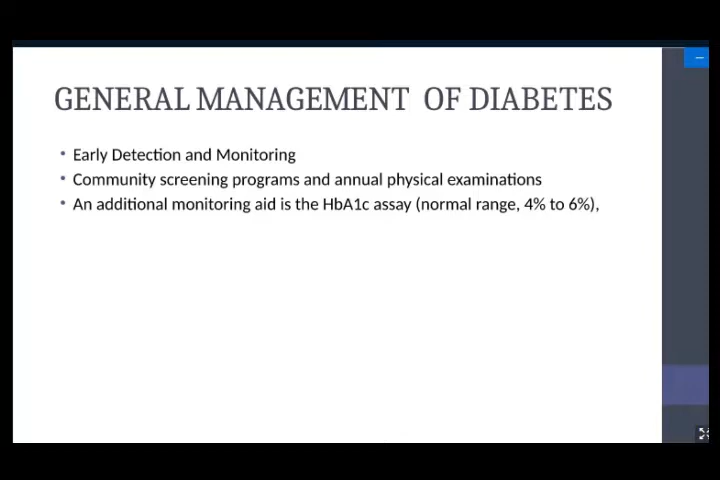 GENERAL MANAGEMENT OF DIABETES
• Early Detection and Monitoring
• Community screening programs and annual physical examinations
• An additional monitoring aid is the HbA1c assay (normal range, 4% to 6%),